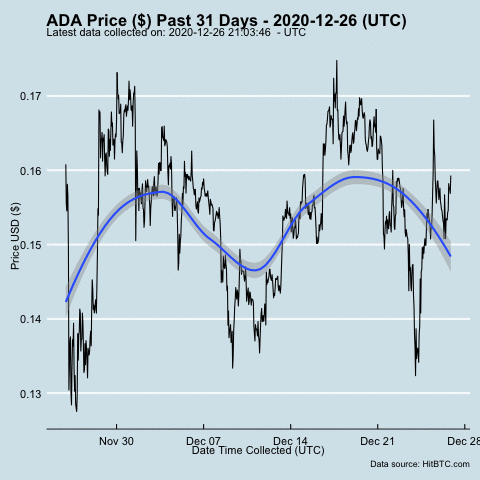 ADA Price ($) Past 31 Days - 2020-12-26 (UTC)
Latest data collected on: 2020-12-26 21:03:46 - UTC
0.17
0.16
0.15
0.14
0.13
Price USD ($)
Nov 30 Dec 07 Dec 14 Dec 21 Dec 28
Date Time Collected (UTC)
Data source: HitBTC.com